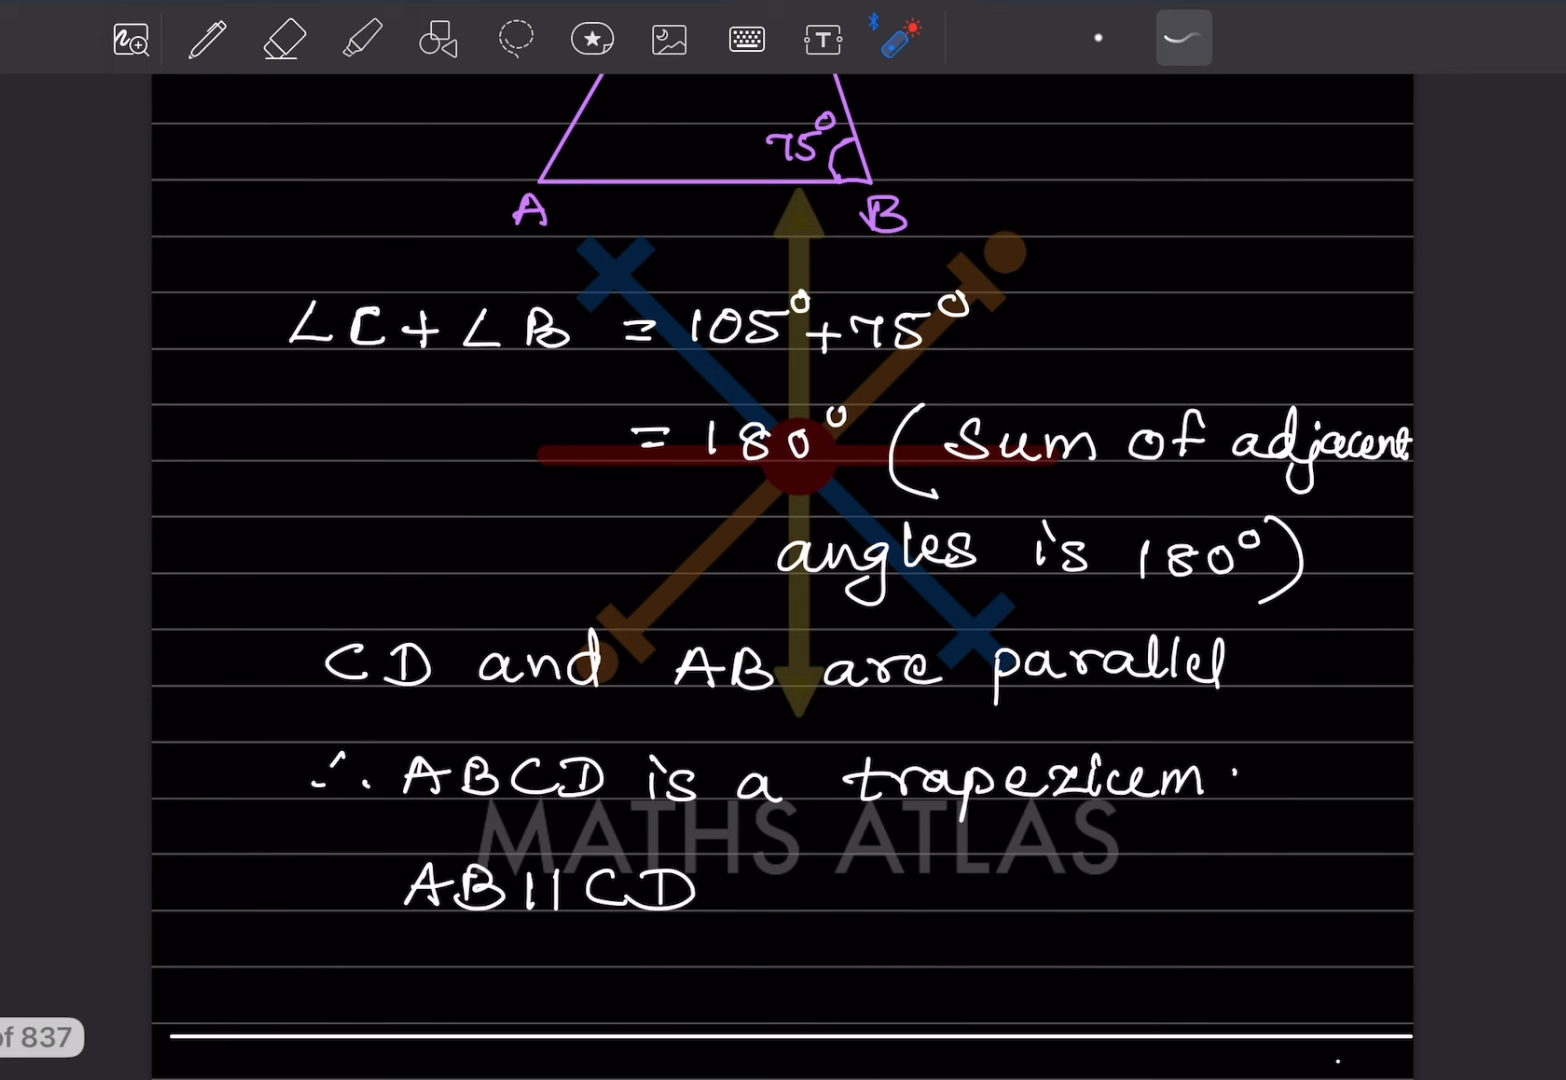 75°
A B
∠C + ∠B = 105° + 75°
= 180° (Sum of adjacent
angles is 180°)
CD and AB are parallel
∴ ABCD is a trapezium.
MATHS ATLAS
AB || CD
of 837